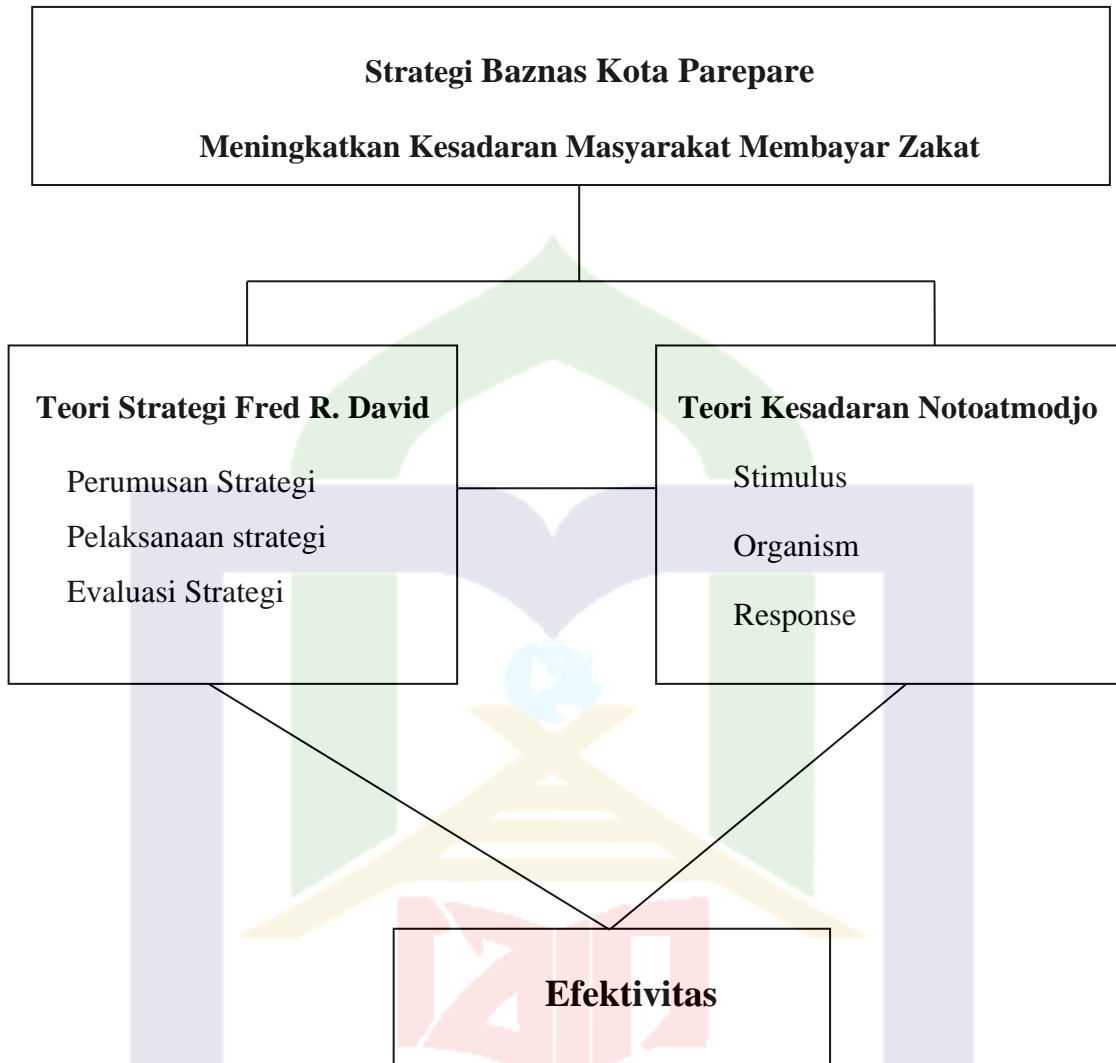 Strategi Baznas Kota Parepare
Meningkatkan Kesadaran Masyarakat Membayar Zakat
Teori Strategi Fred R. David
Perumusan Strategi
Pelaksanaan strategi
Evaluasi Strategi
Teori Kesadaran Notoatmodjo
Stimulus
Organism
Response
Efektivitas